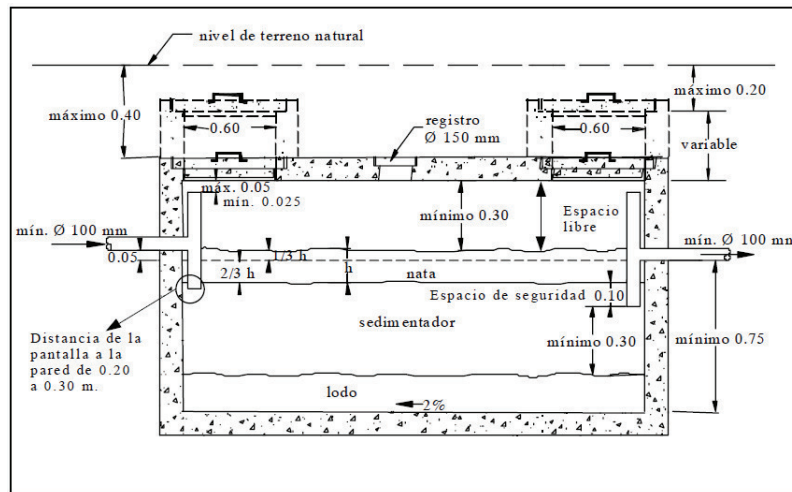 nivel de terreno natural
máximo 0.20
máximo 0.40
registro
Ø 150 mm
0.60
0.60
variable
máx. 0.05
mín. 0.025
mínimo 0.30
Espacio
libre
mín. Ø 100 mm
mín. Ø 100 mm
0.05
1/3 h
2/3 h
h
nata
Espacio de seguridad 0.10
Distancia de la
pantalla a la
pared de 0.20
a 0.30 m.
sedimentador
mínimo 0.30
mínimo 0.75
lodo
2%